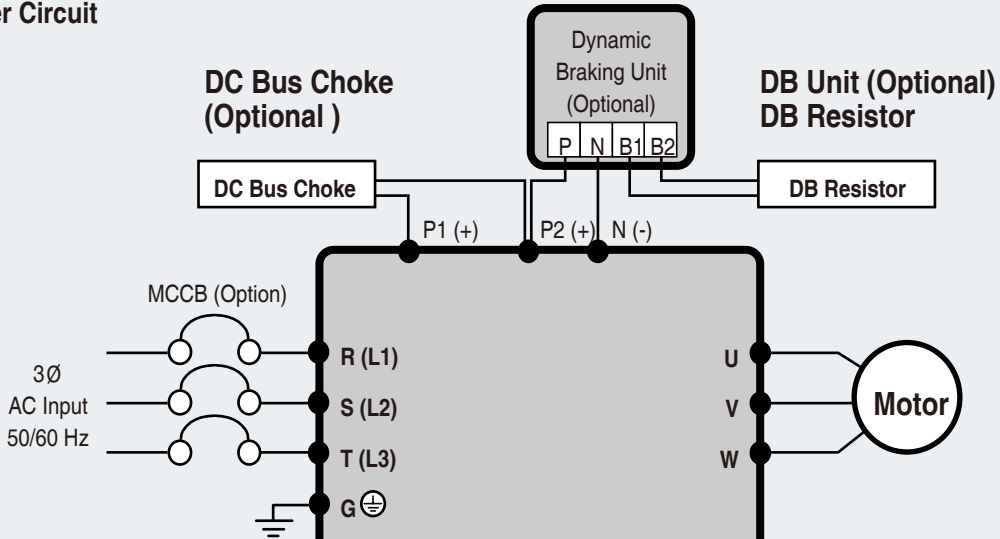 Circuit
Dynamic
Braking Unit
(Optional)
P N B1 B2
DC Bus Choke
(Optional )
DB Unit (Optional)
DB Resistor
DC Bus Choke
DB Resistor
P1 (+) P2 (+) N (-)
MCCB (Option)
3Ø
AC Input
50/60 Hz
R (L1)
S (L2)
T (L3)
G
U
V
W
Motor